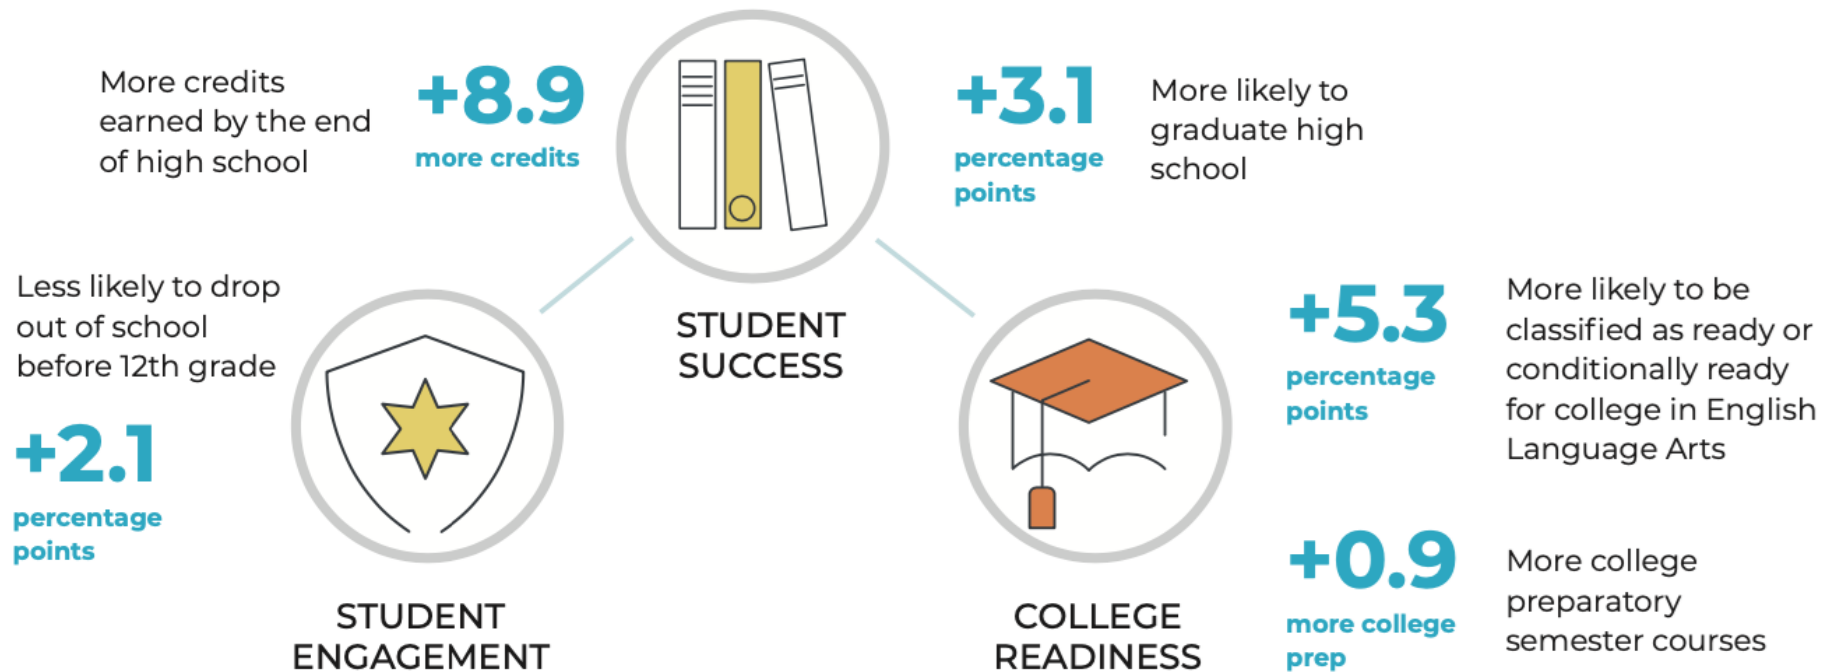 More credits
earned by the end
of high school
+8.9
more credits
+3.1
percentage
points
More likely to
graduate high
school
STUDENT
SUCCESS
Less likely to drop
out of school
before 12th grade
+2.1
percentage
points
STUDENT
ENGAGEMENT
+5.3
percentage
points
More likely to be
classified as ready or
conditionally ready
for college in English
Language Arts
COLLEGE
READINESS
+0.9
more college
prep
More college
preparatory
semester courses